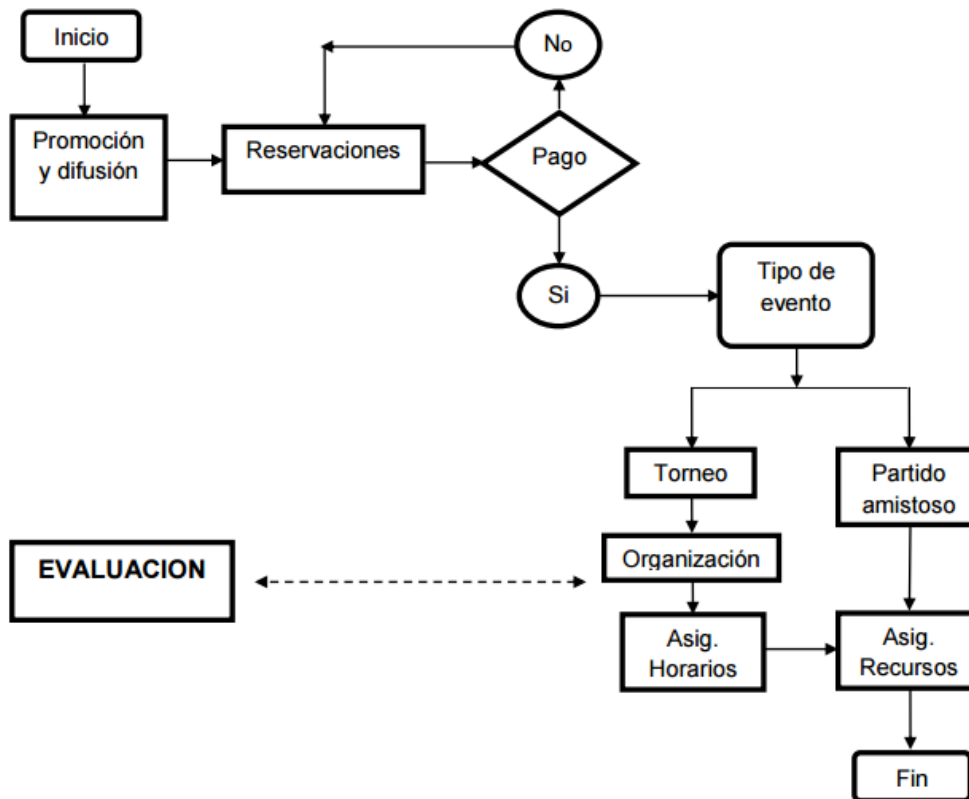 Inicio
No
Promoción
y difusión
Reservaciones
Pago
Si
Tipo de
evento
Torneo
Partido
amistoso
EVALUACION
Organización
Asig.
Horarios
Asig.
Recursos
Fin